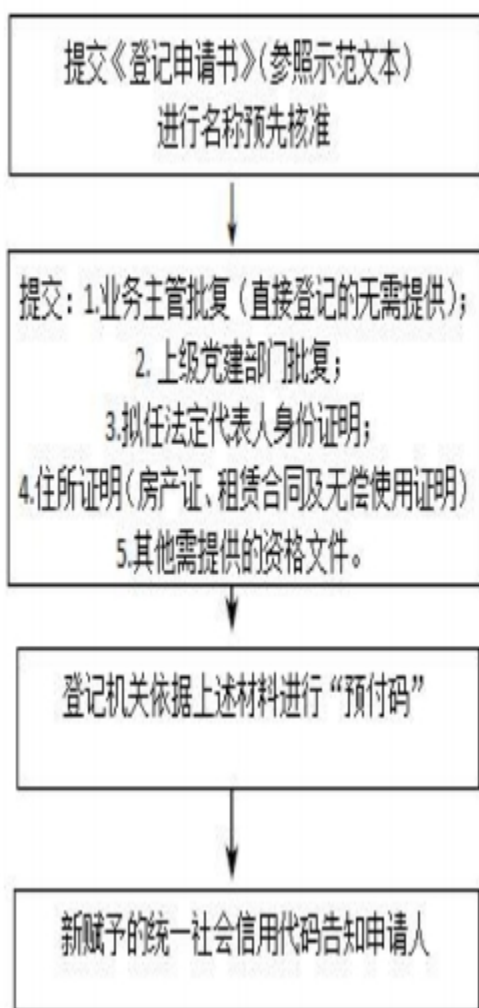 提交《登记申请书》（参照示范文本）
进行名称预先核准
提交：1.业务主管批复（直接登记的无需提供）；
2. 上级党建部门批复；
3.拟任法定代表人身份证明；
4.住所证明（房产证、租赁合同及无偿使用证明）
5.其他需提供的资格文件。
登记机关依据上述材料进行“预付码”
新赋予的统一社会信用代码告知申请人